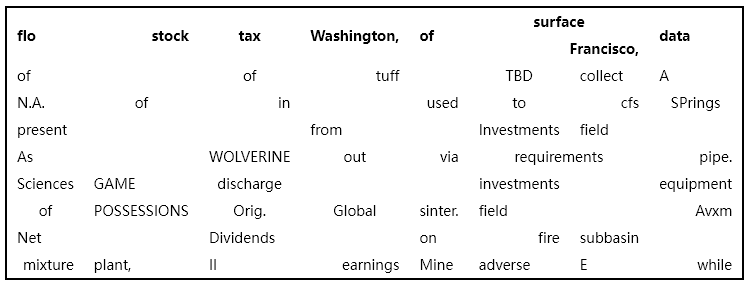 flo stock tax Washington, of surface data
Francisco,
of of tuff TBD collect A
N.A. of in used to cfs SPrings
present from Investments field
As WOLVERINE out via requirements pipe.
Sciences GAME discharge investments equipment
of POSSESSIONS Orig. Global sinter. field Avxm
Net Dividends on fire subbasin
mixture plant, II earnings Mine adverse E while